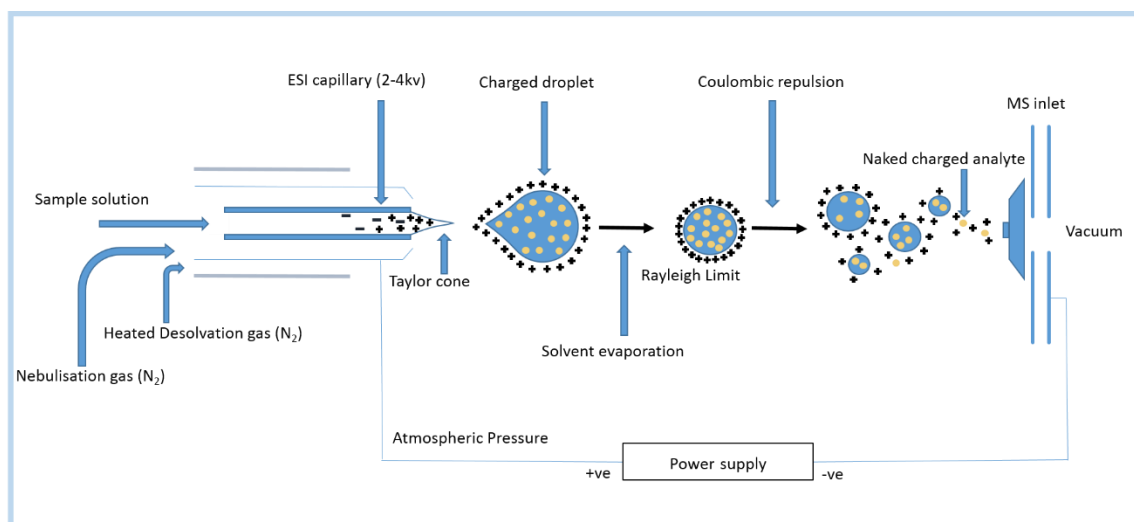 ESI capillary (2-4kv)
Charged droplet
Coulombic repulsion
MS inlet
Naked charged analyte
Sample solution
Vacuum
Taylor cone
Rayleigh Limit
Heated Desolvation gas (N₂)
Solvent evaporation
Nebulisation gas (N₂)
Atmospheric Pressure
+ve
Power supply
-ve